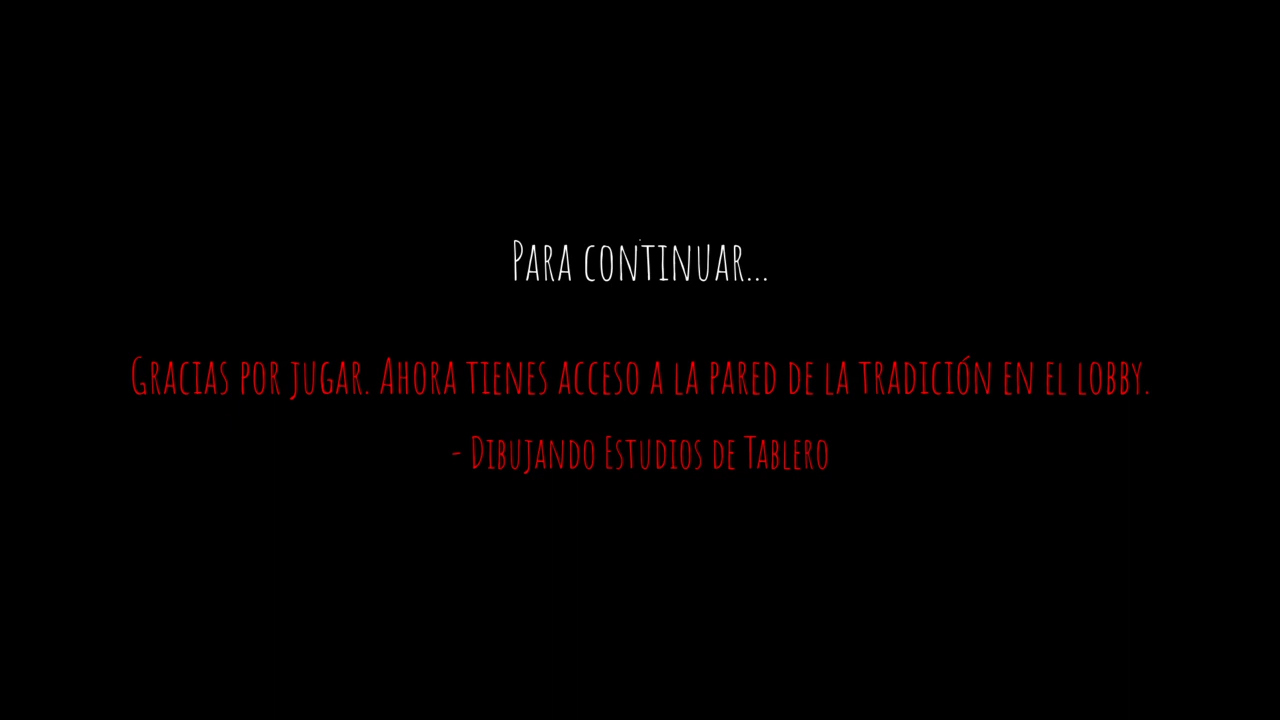 Para continuar...
Gracias por jugar. Ahora tienes acceso a la pared de la tradición en el lobby.
- Dibujando Estudios de Tablero